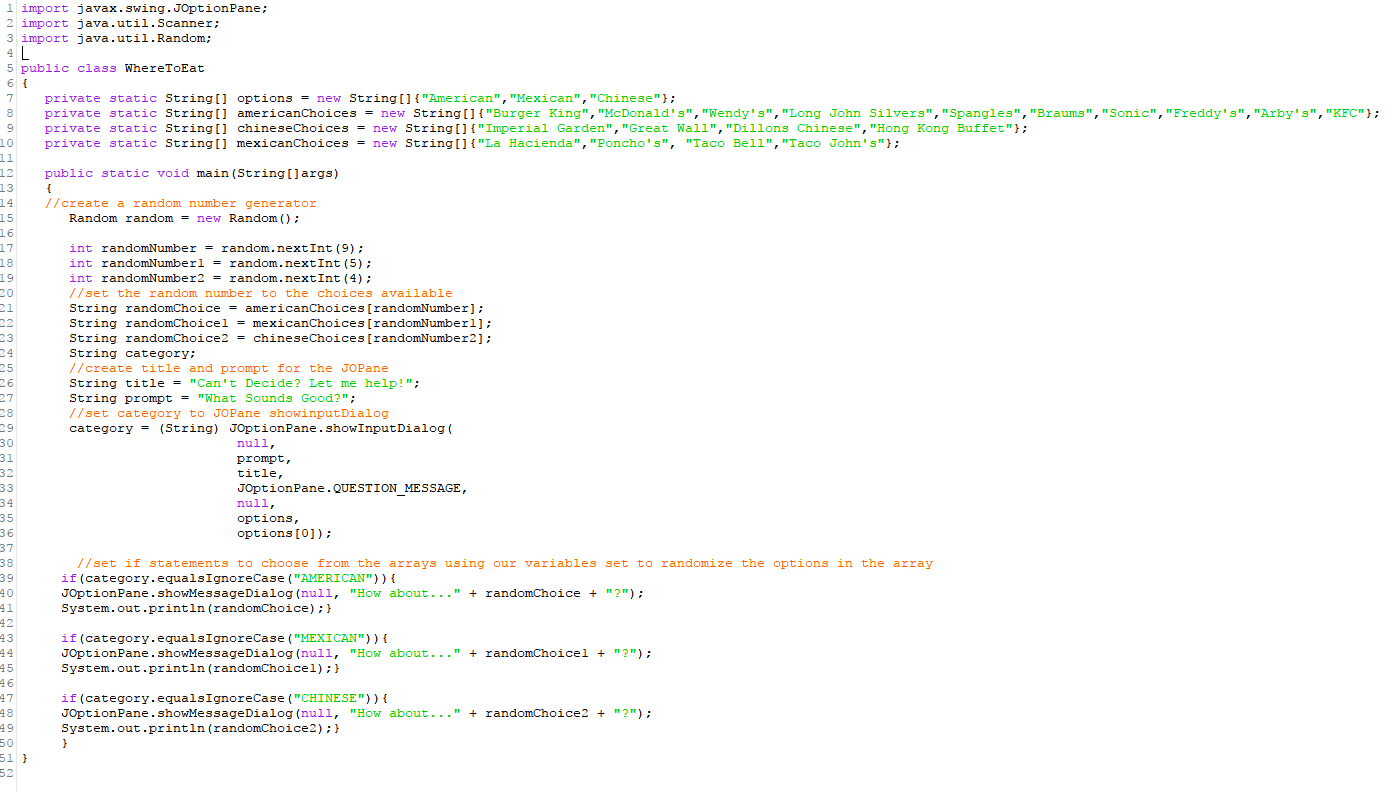 1 import javax.swing.JOptionPane;
2 import java.util.Scanner;
3 import java.util.Random;
4
5 public class WhereToEat
6 {
7    private static String[] options = new String[]{"American","Mexican","Chinese"};
8    private static String[] americanChoices = new String[]{"Burger King","McDonald's","Wendy's","Long John Silvers","Spangles","Braums","Sonic","Freddy's","Arby's","KFC"};
9    private static String[] chineseChoices = new String[]{"Imperial Garden","Great Wall","Dillons Chinese","Hong Kong Buffet"};
10    private static String[] mexicanChoices = new String[]{"La Hacienda","Poncho's", "Taco Bell","Taco John's"};
11
12    public static void main(String[]args)
13    {
14    //create a random number generator
15       Random random = new Random();
16
17       int randomNumber = random.nextInt(9);
18       int randomNumber1 = random.nextInt(5);
19       int randomNumber2 = random.nextInt(4);
20       //set the random number to the choices available
21       String randomChoice = americanChoices[randomNumber];
22       String randomChoice1 = mexicanChoices[randomNumber1];
23       String randomChoice2 = chineseChoices[randomNumber2];
24       String category;
25       //create title and prompt for the JOPane
26       String title = "Can't Decide? Let me help!";
27       String prompt = "What Sounds Good?";
28       //set category to JOPane showinputDialog
29       category = (String) JOptionPane.showInputDialog(
30                            null,
31                            prompt,
32                            title,
33                            JOptionPane.QUESTION_MESSAGE,
34                            null,
35                            options,
36                            options[0]);
37
38        //set if statements to choose from the arrays using our variables set to randomize the options in the array
39      if(category.equalsIgnoreCase("AMERICAN")){
40      JOptionPane.showMessageDialog(null, "How about..." + randomChoice + "?");
41      System.out.println(randomChoice);}
42
43      if(category.equalsIgnoreCase("MEXICAN")){
44      JOptionPane.showMessageDialog(null, "How about..." + randomChoice1 + "?");
45      System.out.println(randomChoice1);}
46
47      if(category.equalsIgnoreCase("CHINESE")){
48      JOptionPane.showMessageDialog(null, "How about..." + randomChoice2 + "?");
49      System.out.println(randomChoice2);}
50      }
51 }
52